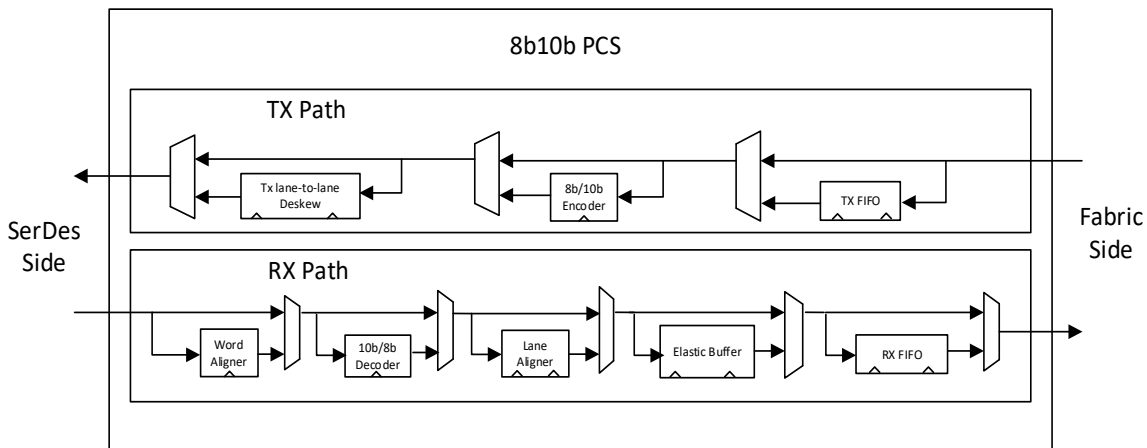 8b10b PCS
TX Path
Tx lane-to-lane
Deskew
8b/10b
Encoder
TX FIFO
SerDes
Side
Fabric
Side
RX Path
Word
Aligner
10b/8b
Decoder
Lane
Aligner
Elastic Buffer
RX FIFO